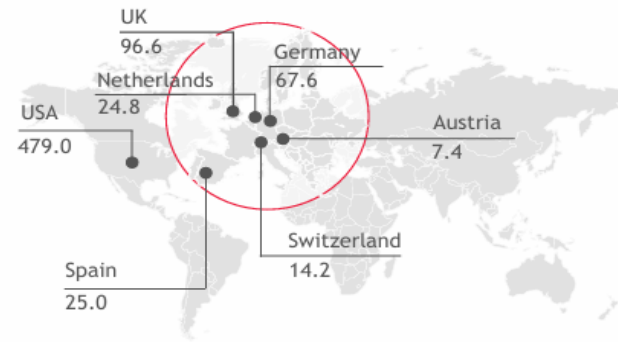 UK
96.6
Germany
67.6
Netherlands
24.8
USA
479.0
Austria
7.4
Switzerland
14.2
Spain
25.0